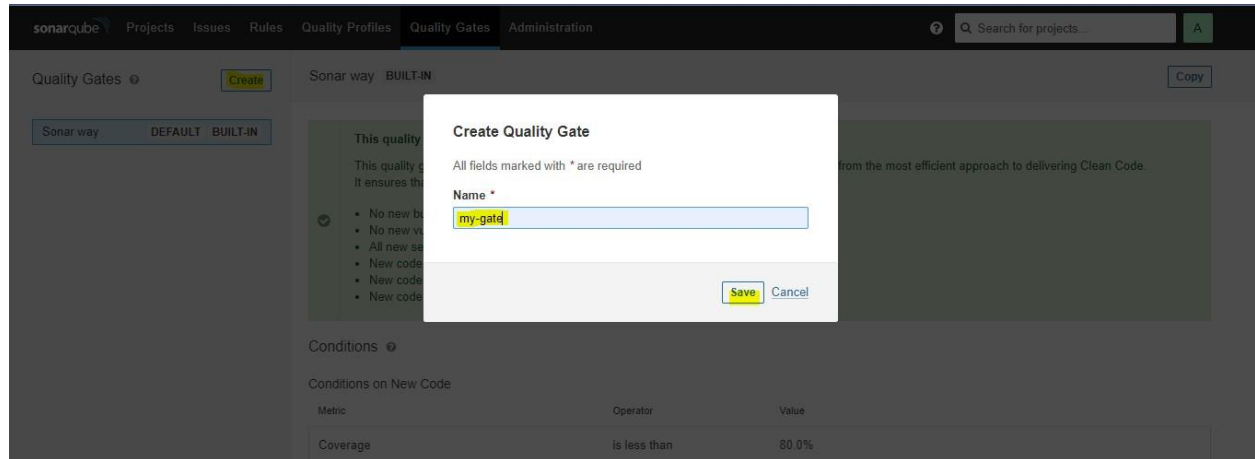 sonarqube Projects Issues Rules Quality Profiles Quality Gates Administration Search for projects... A
Quality Gates Create Sonar way BUILT-IN Copy
Sonar way DEFAULT BUILT-IN
This quality
This quality from the most efficient approach to delivering Clean Code.
It ensures
No new
No new
All new
New code
New code
New code
Create Quality Gate
All fields marked with * are required
Name *
my-gate
Save Cancel
Conditions
Conditions on New Code
Metric Operator Value
Coverage is less than 80.0%